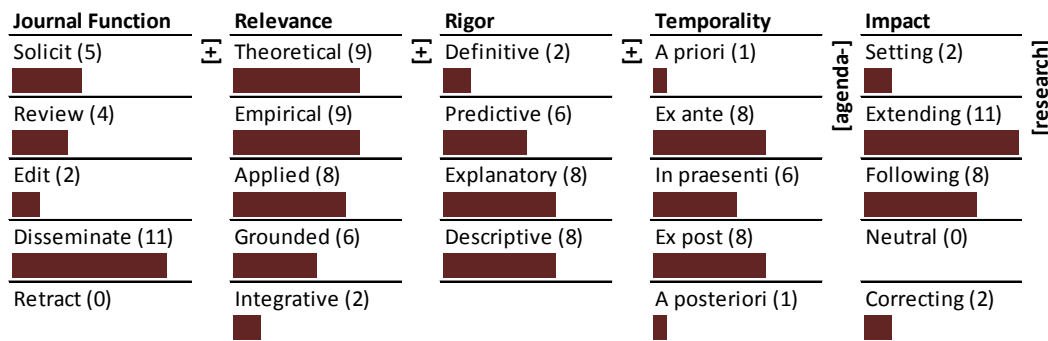 Journal Function [+] Relevance [+] Rigor [+] Temporality [agenda-] Impact [research]
Solicit (5) Theoretical (9) Definitive (2) A priori (1) Setting (2)
Review (4) Empirical (9) Predictive (6) Ex ante (8) Extending (11)
Edit (2) Applied (8) Explanatory (8) In praesenti (6) Following (8)
Disseminate (11) Grounded (6) Descriptive (8) Ex post (8) Neutral (0)
Retract (0) Integrative (2) A posteriori (1) Correcting (2)